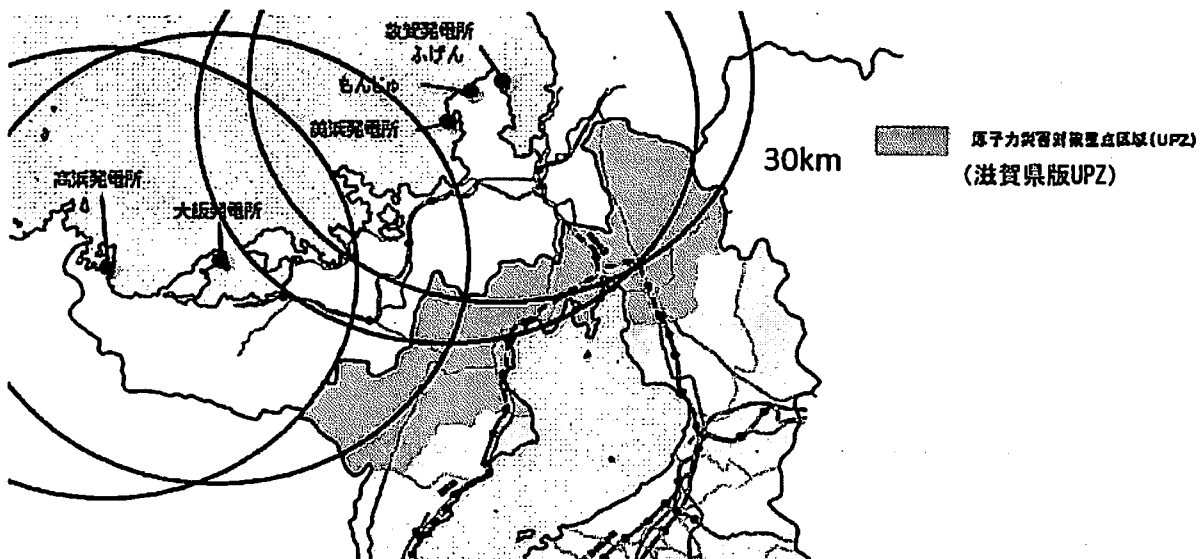 敦賀発電所
ふげん
もんじゅ
美浜発電所
高浜発電所
大飯発電所
30km
原子力災害対策重点区域(UPZ)
(滋賀県版UPZ)